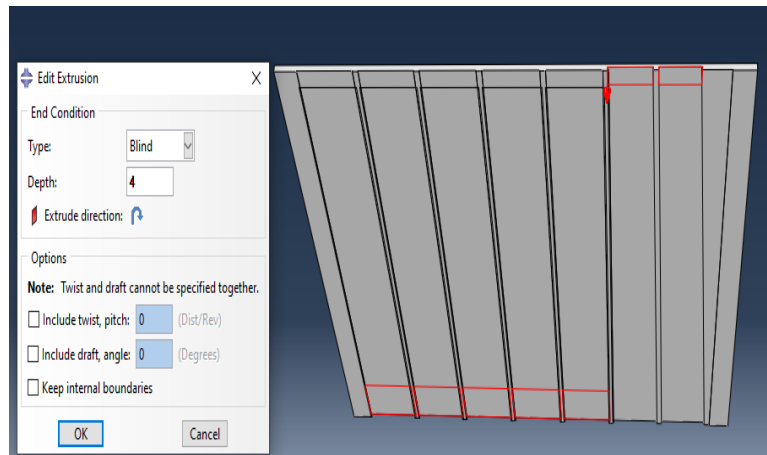 Edit Extrusion X
End Condition
Type: Blind
Depth: 4
Extrude direction:
Options
Note: Twist and draft cannot be specified together.
Include twist, pitch: 0 (Dist/Rev)
Include draft, angle: 0 (Degrees)
Keep internal boundaries
OK Cancel